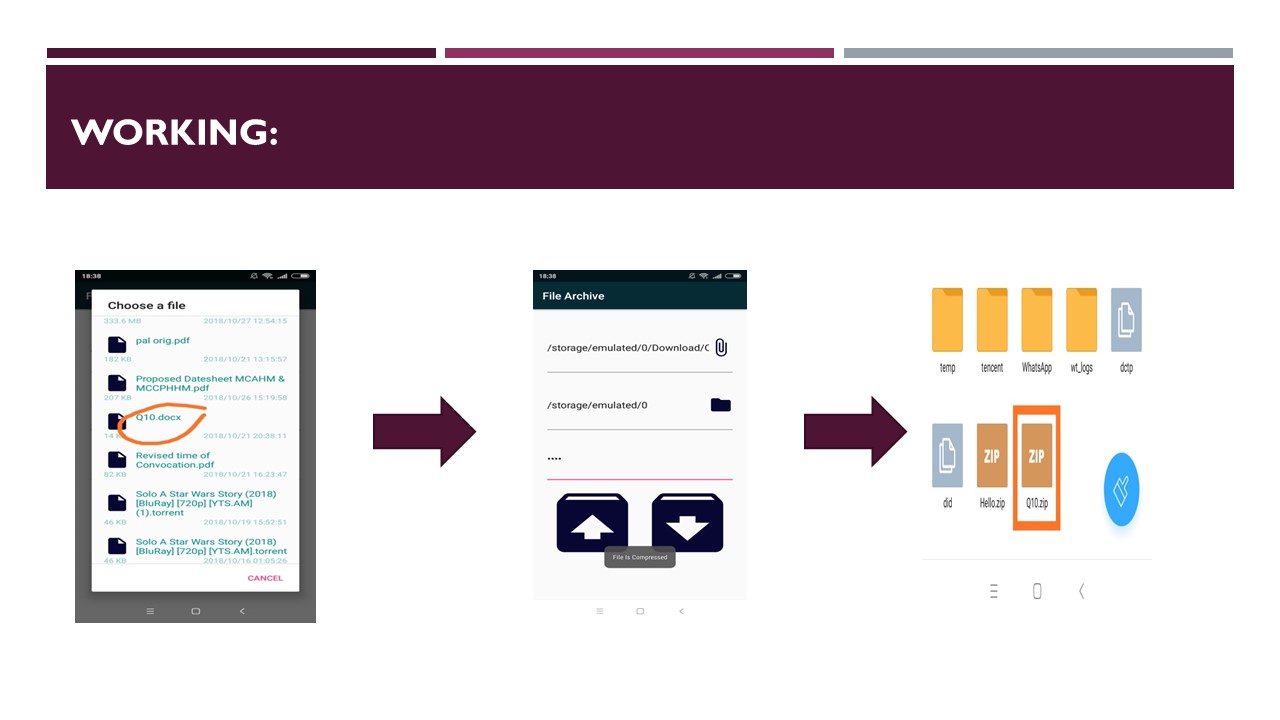 WORKING:
18:38
Choose a file
333.6 MB 2018/10/27 12:54:15
pal orig.pdf
182 KB 2018/10/21 13:15:57
Proposed Datesheet MCAHM &
MCCPHHM.pdf
207 KB 2018/10/26 15:19:58
Q10.docx
14 2018/10/21 20:38:11
Revised time of
Convocation.pdf
82 KB 2018/10/21 16:23:47
Solo A Star Wars Story (2018)
[BluRay] [720p] [YTS.AM]
(1).torrent
46 KB 2018/10/19 15:52:51
Solo A Star Wars Story (2018)
[BluRay] [720p] [YTS.AM].torrent
46 KB 2018/10/16 01:05:26
CANCEL
18:38
File Archive
/storage/emulated/0/Download/
/storage/emulated/0
....
File Is Compressed
temp tencent WhatsApp wt_logs dctp
ZIP ZIP
did Hello.zip Q10.zip